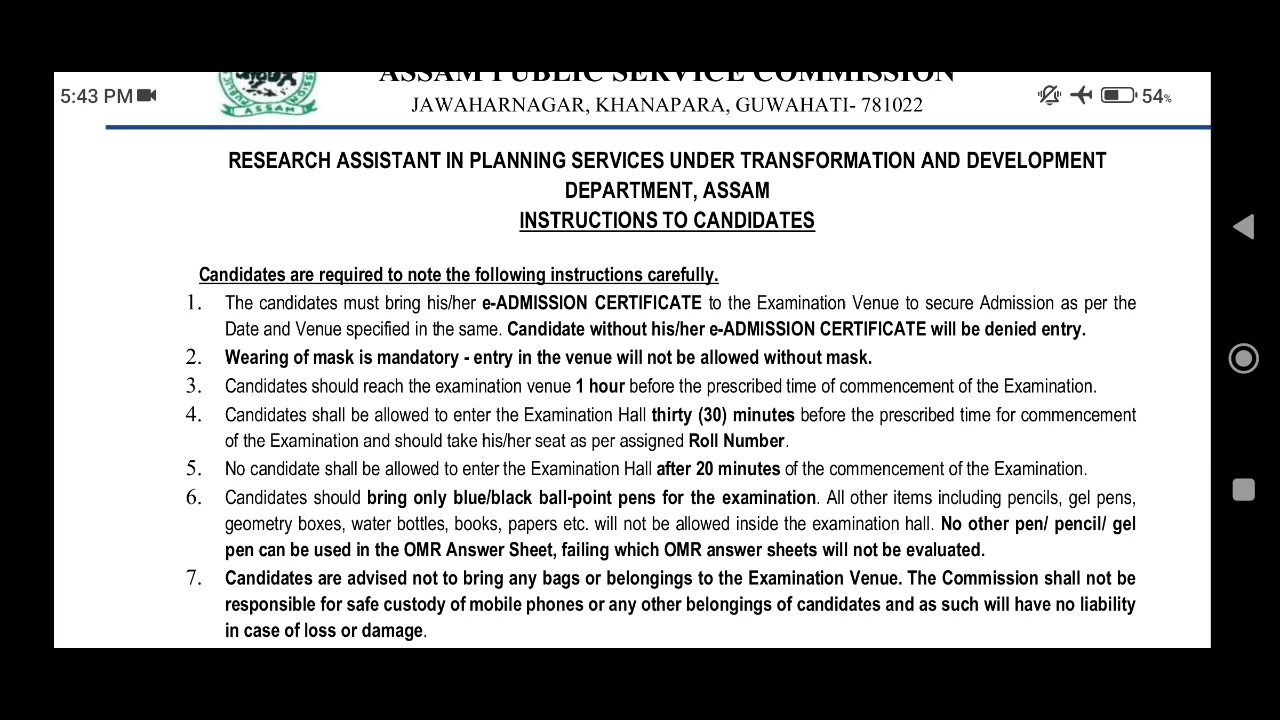 5:43 PM
54%
ASSAM PUBLIC SERVICE COMMISSION
ASSAM
JAWAHARNAGAR, KHANAPARA, GUWAHATI- 781022
RESEARCH ASSISTANT IN PLANNING SERVICES UNDER TRANSFORMATION AND DEVELOPMENT
DEPARTMENT, ASSAM
INSTRUCTIONS TO CANDIDATES
Candidates are required to note the following instructions carefully.
1. The candidates must bring his/her e-ADMISSION CERTIFICATE to the Examination Venue to secure Admission as per the
Date and Venue specified in the same. Candidate without his/her e-ADMISSION CERTIFICATE will be denied entry.
2. Wearing of mask is mandatory - entry in the venue will not be allowed without mask.
3. Candidates should reach the examination venue 1 hour before the prescribed time of commencement of the Examination.
4. Candidates shall be allowed to enter the Examination Hall thirty (30) minutes before the prescribed time for commencement
of the Examination and should take his/her seat as per assigned Roll Number.
5. No candidate shall be allowed to enter the Examination Hall after 20 minutes of the commencement of the Examination.
6. Candidates should bring only blue/black ball-point pens for the examination. All other items including pencils, gel pens,
geometry boxes, water bottles, books, papers etc. will not be allowed inside the examination hall. No other pen/ pencil/ gel
pen can be used in the OMR Answer Sheet, failing which OMR answer sheets will not be evaluated.
7. Candidates are advised not to bring any bags or belongings to the Examination Venue. The Commission shall not be
responsible for safe custody of mobile phones or any other belongings of candidates and as such will have no liability
in case of loss or damage.